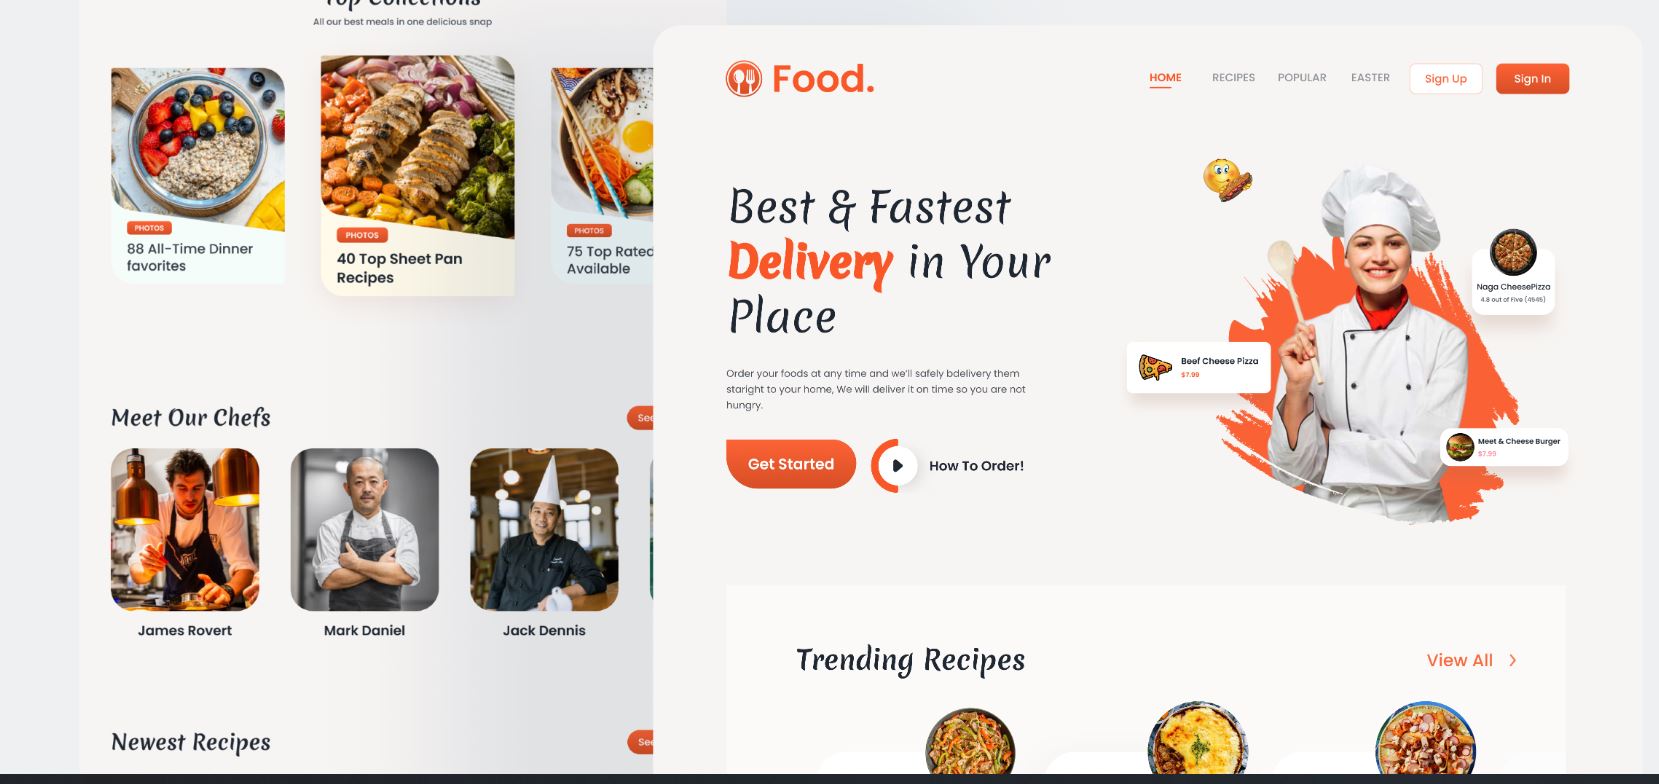 Top Collections
All our best meals in one delicious snap
PHOTOS
88 All-Time Dinner
favorites
PHOTOS
40 Top Sheet Pan
Recipes
PHOTOS
75 Top Rated
Available
Meet Our Chefs
See
James Rovert
Mark Daniel
Jack Dennis
Newest Recipes
See
Food.
HOME
RECIPES
POPULAR
EASTER
Sign Up
Sign In
Best & Fastest
Delivery in Your
Place
Order your foods at any time and we'll safely bdelivery them
staright to your home, We will deliver it on time so you are not
hungry.
Get Started
How To Order!
Naga CheesePizza
4.8 out of Five (4545)
Beef Cheese Pizza
$7.99
Meet & Cheese Burger
$7.99
Trending Recipes
View All